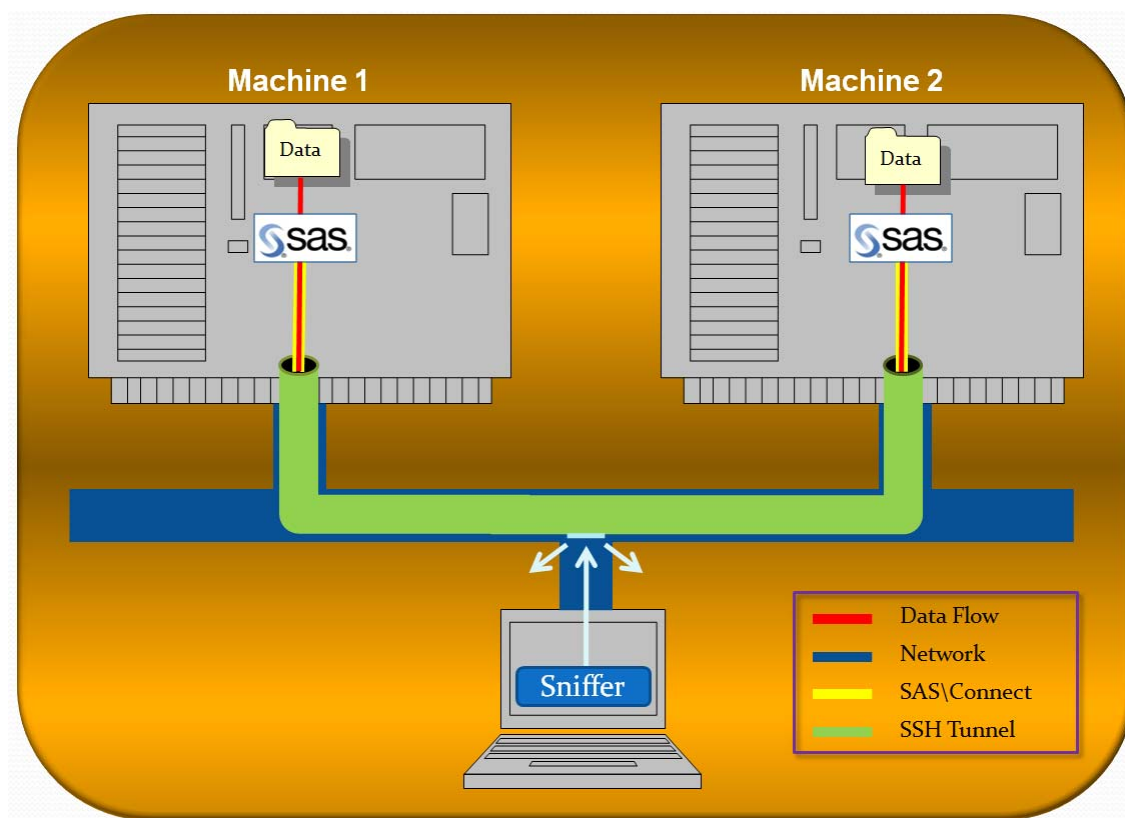 Machine 1
Machine 2
Data
Data
sas®
sas®
Sniffer
Data Flow
Network
SAS\Connect
SSH Tunnel